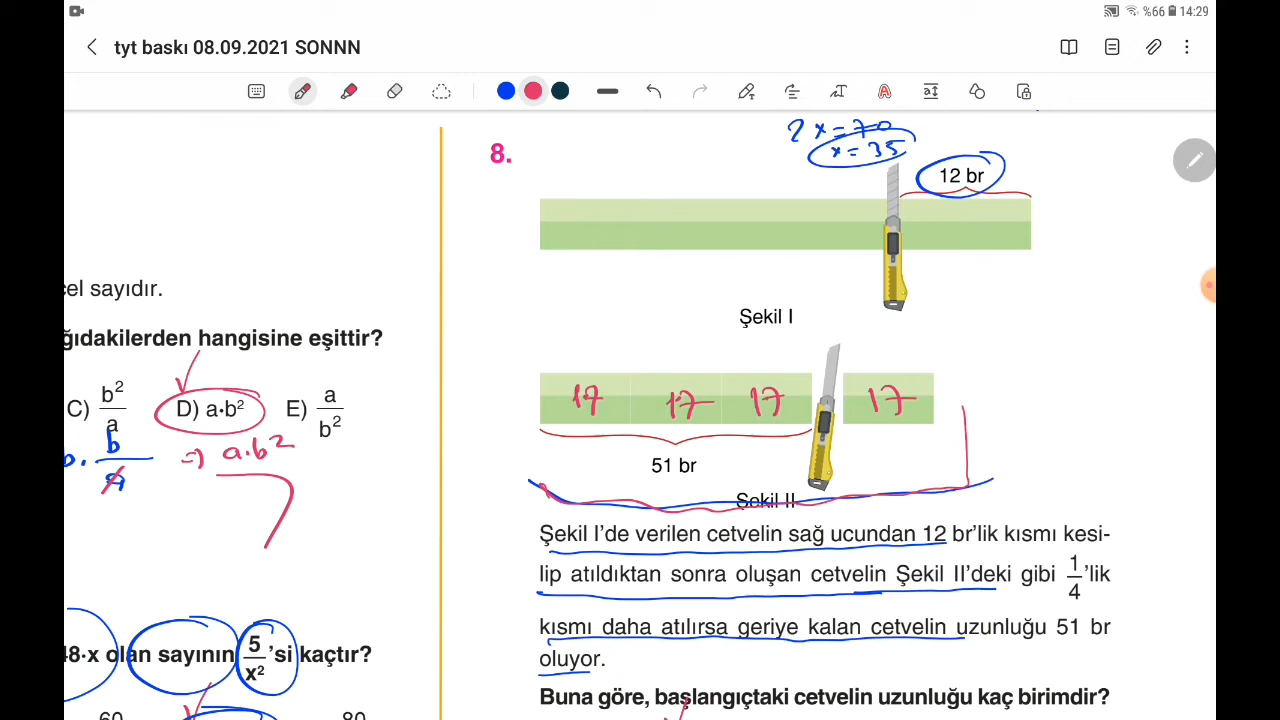 %66 14:29
tyt baskı 08.09.2021 SONNN
cel sayıdır.
ğıdakilerden hangisine eşittir?
C) b²/a D) a·b² E) a/b²
b/a => a.b²
48·x olan sayının 5/x² 'si kaçtır?
60 80
2x=70
x=35
8.
12 br
Şekil I
17 17 17 17
51 br
Şekil II
Şekil I'de verilen cetvelin sağ ucundan 12 br'lik kısmı kesi-
lip atıldıktan sonra oluşan cetvelin Şekil II'deki gibi 1/4 'lik
kısmı daha atılırsa geriye kalan cetvelin uzunluğu 51 br
oluyor.
Buna göre, başlangıçtaki cetvelin uzunluğu kaç birimdir?